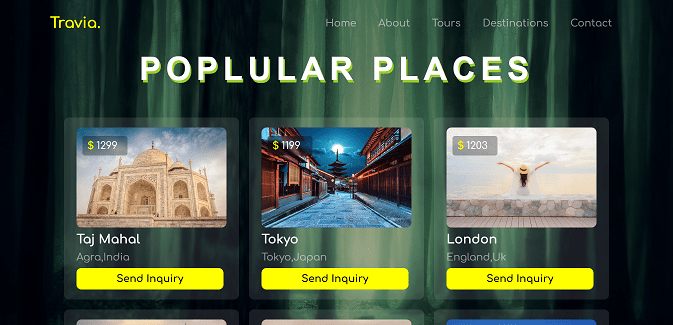 Travia.
Home About Tours Destinations Contact
POPLULAR PLACES
$ 1299
$ 1199
$ 1203
Taj Mahal
Tokyo
London
Agra,India
Tokyo,Japan
England,Uk
Send Inquiry
Send Inquiry
Send Inquiry